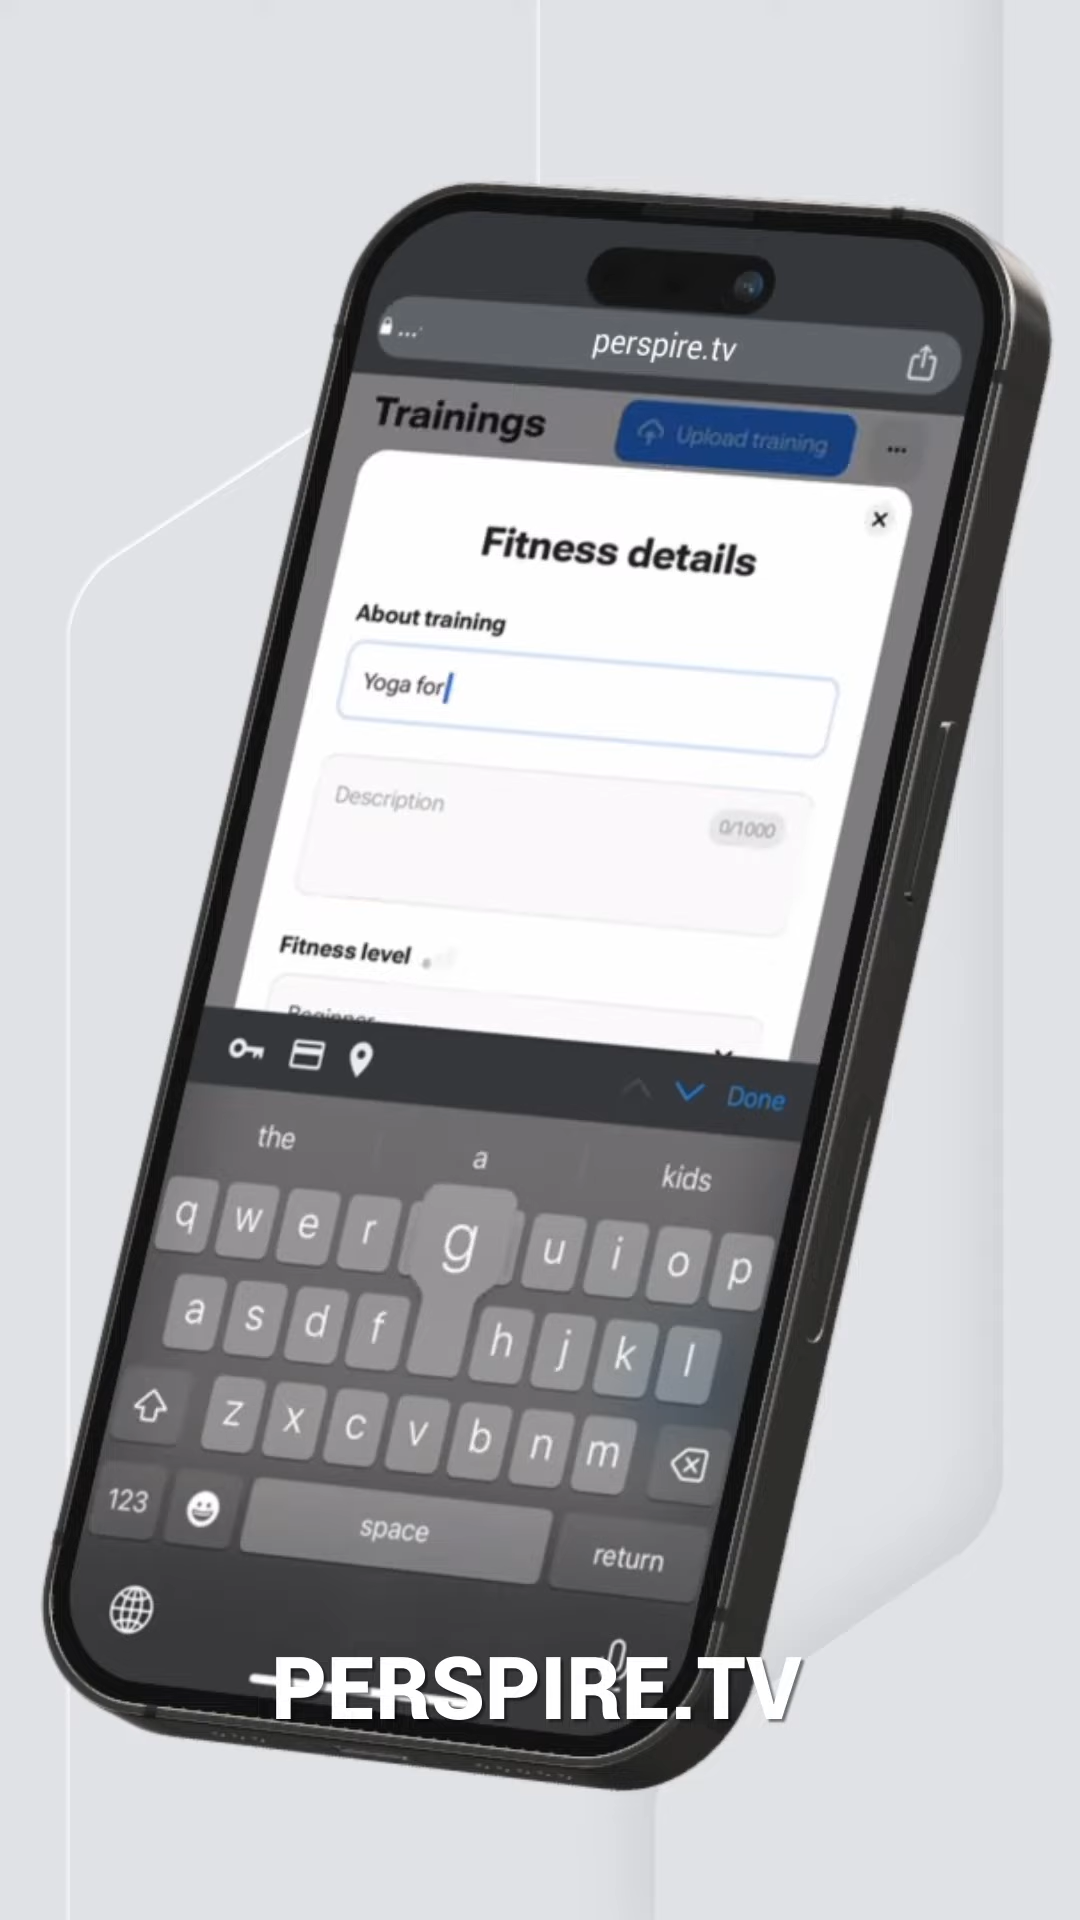 perspire.tv
Trainings
Upload training
Fitness details
About training
Yoga for
Description
0/1000
Fitness level
Beginner
Done
the a kids
q w e r g u i o p
a s d f h j k l
z x c v b n m
123 space return
PERSPIRE.TV